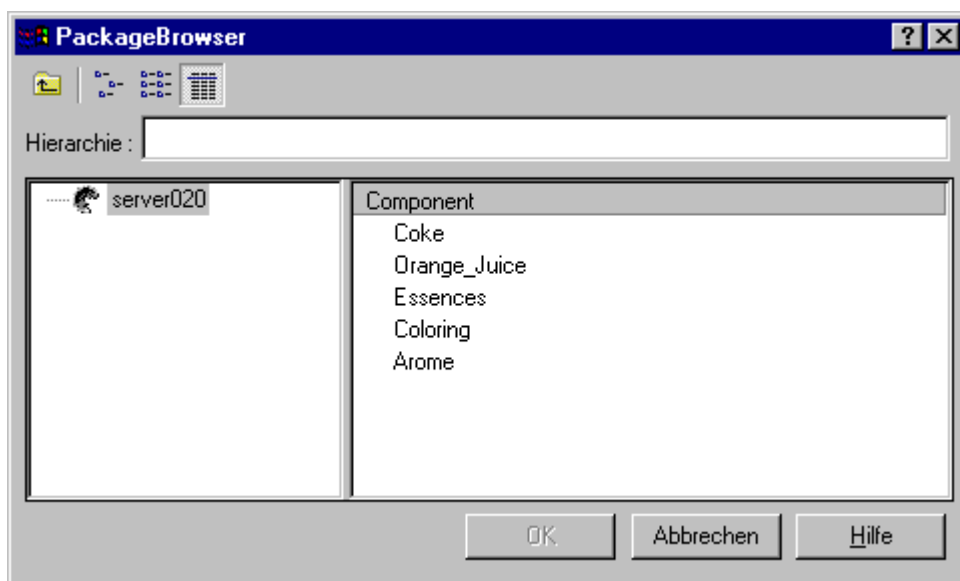 PackageBrowser
Hierarchie :
server020
Component
Coke
Orange_Juice
Essences
Coloring
Arome
OK Abbrechen Hilfe